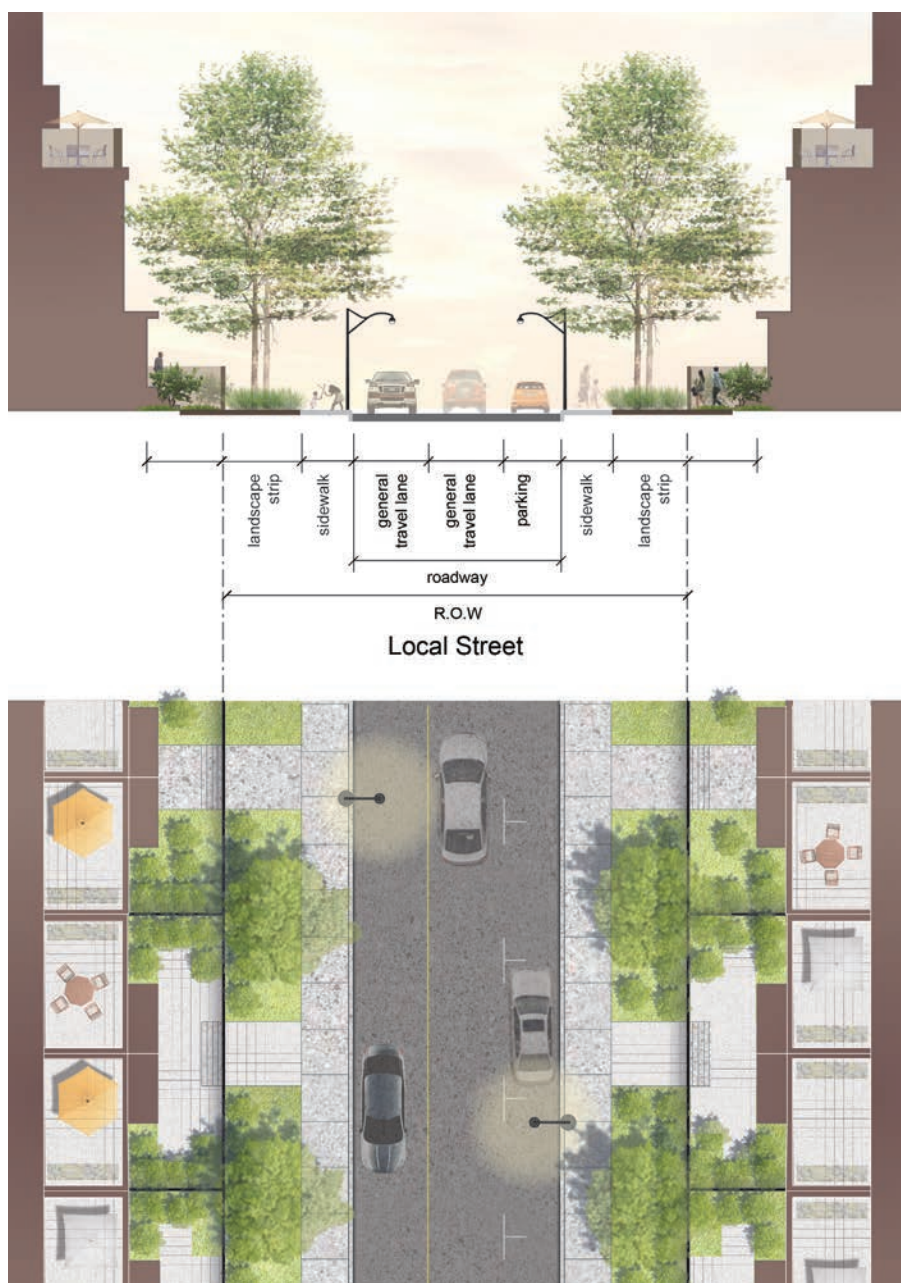 landscape
strip
sidewalk
general
travel lane
general
travel lane
parking
sidewalk
landscape
strip
roadway
R.O.W
Local Street